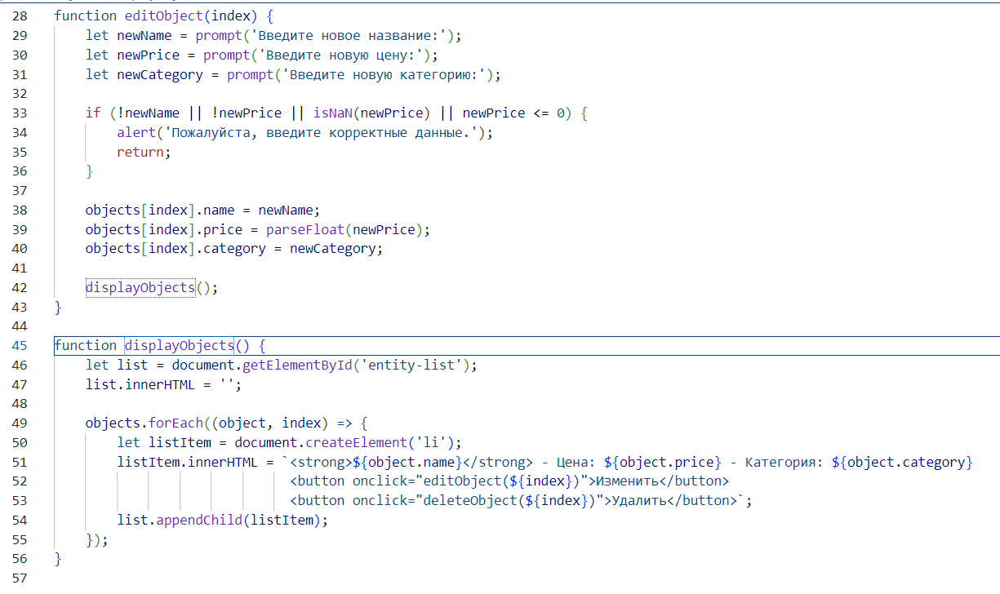 28 function editObject(index) {
29     let newName = prompt('Введите новое название:');
30     let newPrice = prompt('Введите новую цену:');
31     let newCategory = prompt('Введите новую категорию:');
32
33     if (!newName || !newPrice || isNaN(newPrice) || newPrice <= 0) {
34         alert('Пожалуйста, введите корректные данные.');
35         return;
36     }
37
38     objects[index].name = newName;
39     objects[index].price = parseFloat(newPrice);
40     objects[index].category = newCategory;
41
42     displayObjects();
43 }
44
45 function displayObjects() {
46     let list = document.getElementById('entity-list');
47     list.innerHTML = '';
48
49     objects.forEach((object, index) => {
50         let listItem = document.createElement('li');
51         listItem.innerHTML = `<strong>${object.name}</strong> - Цена: ${object.price} - Категория: ${object.category}
52                               <button onclick="editObject(${index})">Изменить</button>
53                               <button onclick="deleteObject(${index})">Удалить</button>`;
54         list.appendChild(listItem);
55     });
56 }
57